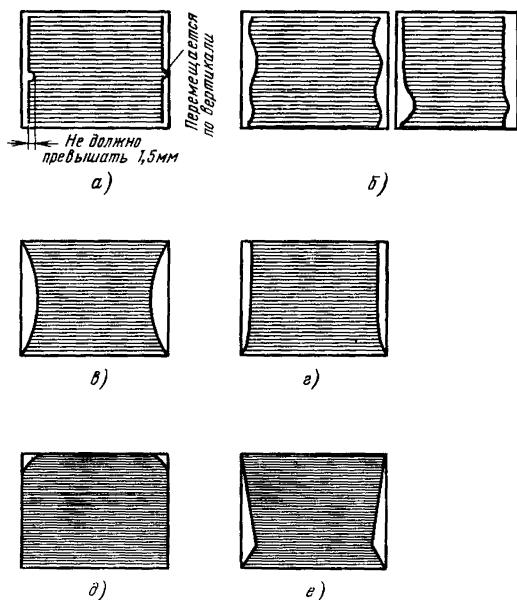 Перемещается
по вертикали
Не должно
превышать 1,5мм
а)
б)
в)
г)
д)
е)